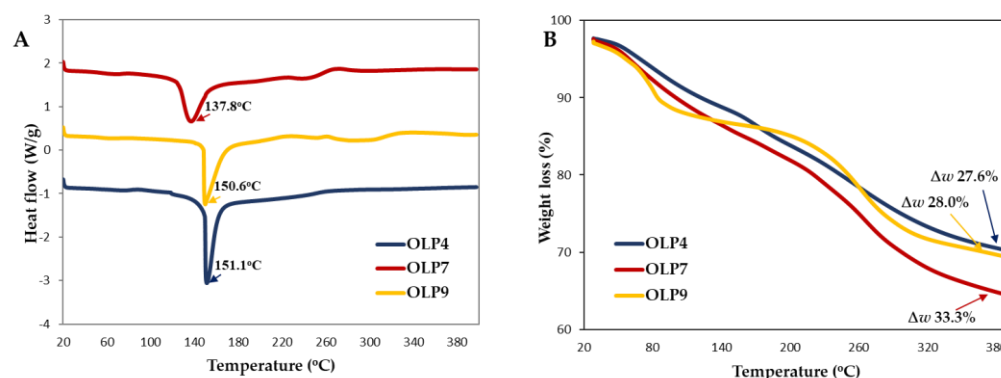 A
4
3
2
1
0
-1
-2
-3
-4
Heat flow (W/g)
137.8°C
150.6°C
151.1°C
OLP4
OLP7
OLP9
20 60 100 140 180 220 260 300 340 380
Temperature (°C)
B
100
90
80
70
60
Weight loss (%)
Δw 27.6%
Δw 28.0%
Δw 33.3%
OLP4
OLP7
OLP9
20 80 140 200 260 320 380
Temperature (°C)